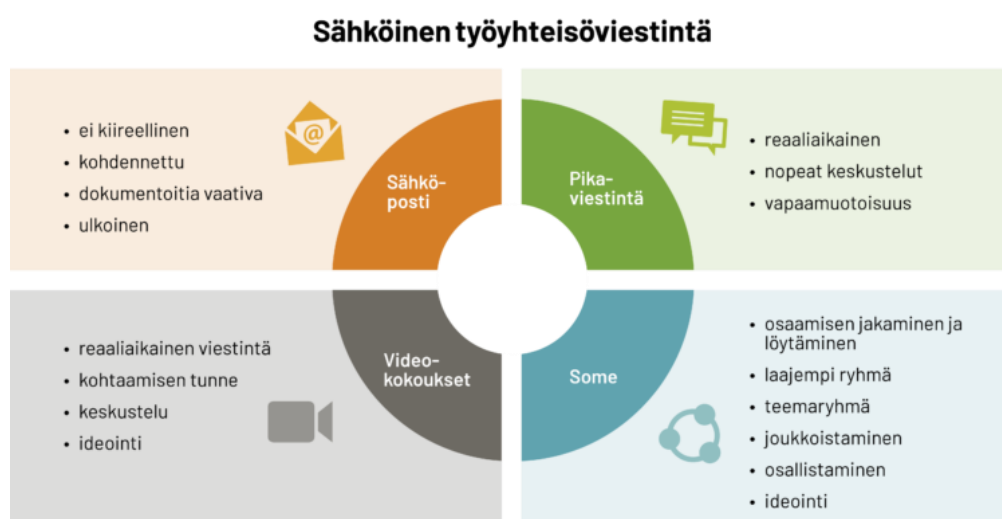 Sähköinen työyhteisöviestintä
• ei kiireellinen
• kohdennettu
• dokumentoitia vaativa
• ulkoinen
@
Sähkö-
posti
Pika-
viestintä
• reaaliaikainen
• nopeat keskustelut
• vapaamuotoisuus
• reaaliaikainen viestintä
• kohtaamisen tunne
• keskustelu
• ideointi
Video-
kokoukset
Some
• osaamisen jakaminen ja
löytäminen
• laajempi ryhmä
• teemaryhmä
• joukkoistaminen
• osallistaminen
• ideointi